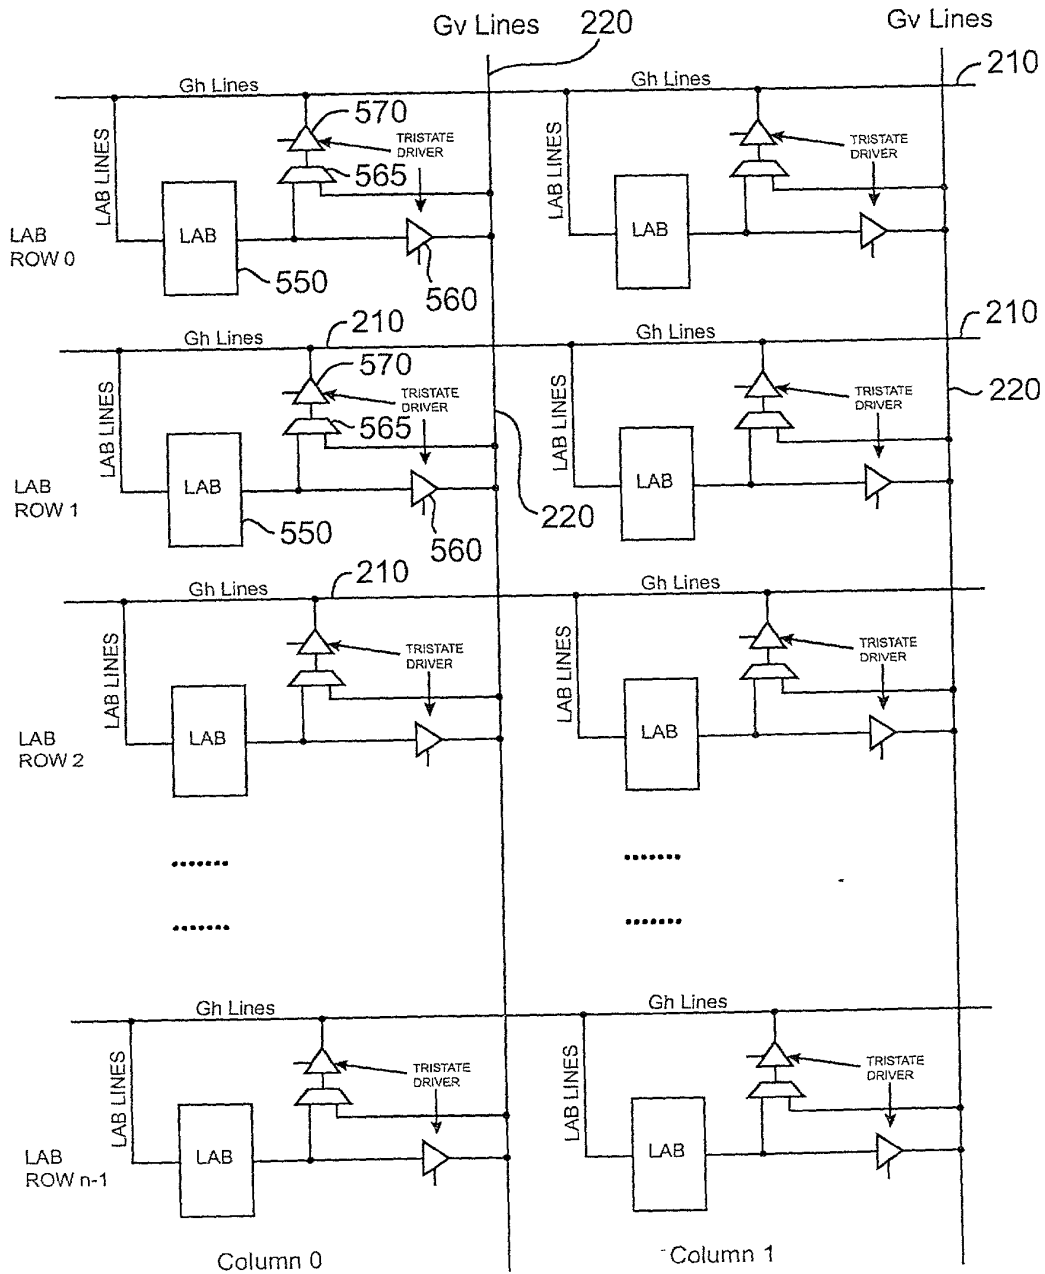 Gv Lines 220 Gv Lines
Gh Lines Gh Lines 210
570
TRISTATE DRIVER
565
LAB LINES
LAB
LAB ROW 0
550
560
TRISTATE DRIVER
LAB LINES
LAB
Gh Lines 210 Gh Lines 210
570
TRISTATE DRIVER
565
LAB LINES
LAB
LAB ROW 1
550
560
220
TRISTATE DRIVER
220
LAB LINES
LAB
Gh Lines 210 Gh Lines
TRISTATE DRIVER
LAB LINES
LAB
LAB ROW 2
TRISTATE DRIVER
LAB LINES
LAB
Gh Lines Gh Lines
TRISTATE DRIVER
LAB LINES
LAB
LAB ROW n-1
TRISTATE DRIVER
LAB LINES
LAB
Column 0 Column 1